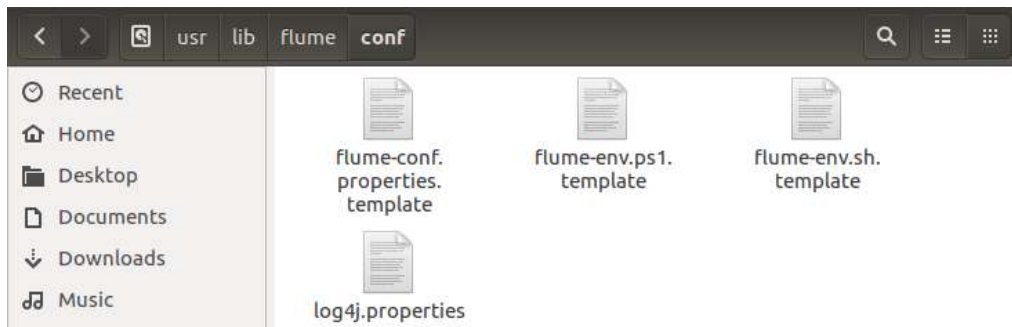 usr lib flume conf
Recent
Home
Desktop
Documents
Downloads
Music
flume-conf.
properties.
template
flume-env.ps1.
template
flume-env.sh.
template
log4j.properties